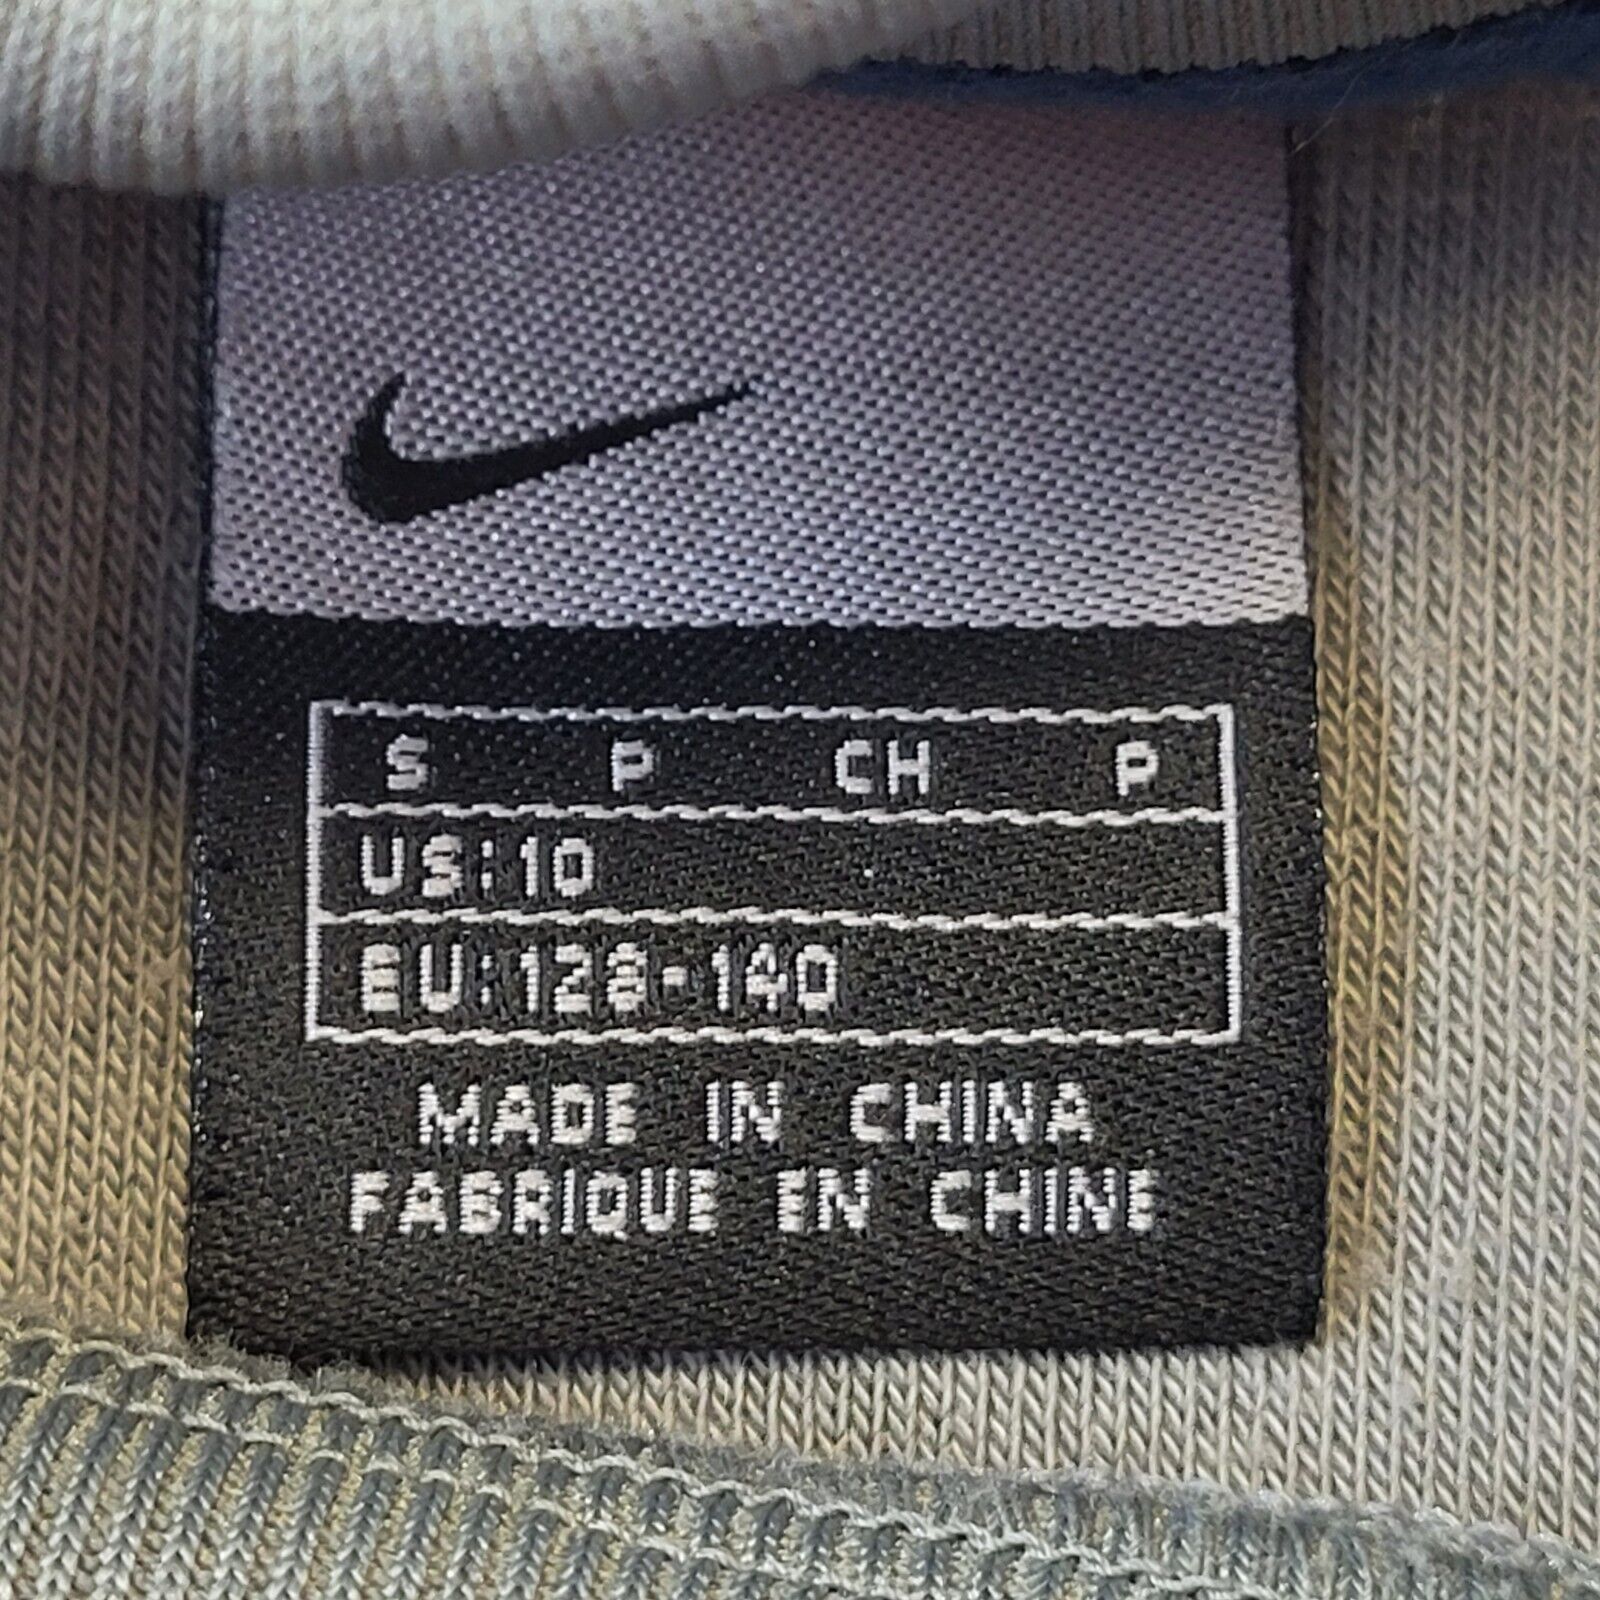 S P CH P
US:10
EU:128-140
MADE IN CHINA
FABRIQUE EN CHINE